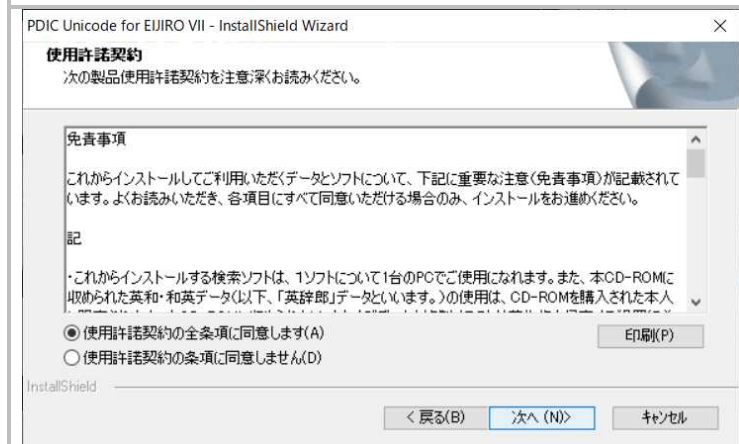 PDIC Unicode for EIJIRO VII - InstallShield Wizard
使用許諾契約
次の製品使用許諾契約を注意深くお読みください。
免責事項
これからインストールしてご利用いただくデータとソフトについて、下記に重要な注意(免責事項)が記載されて
います。よくお読みいただき、各項目にすべて同意いただける場合のみ、インストールをお進めください。
記
・これからインストールする検索ソフトは、1ソフトについて1台のPCでご使用になれます。また、本CD-ROMに
収められた英和・和英データ(以下、「英辞郎」データといいます。)の使用は、CD-ROMを購入された本人
使用許諾契約の全条項に同意します(A)
印刷(P)
使用許諾契約の条項に同意しません(D)
InstallShield
< 戻る(B) 次へ (N)> キャンセル